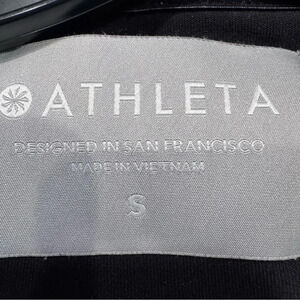 ATHLETA
DESIGNED IN SAN FRANCISCO
MADE IN VIETNAM
S